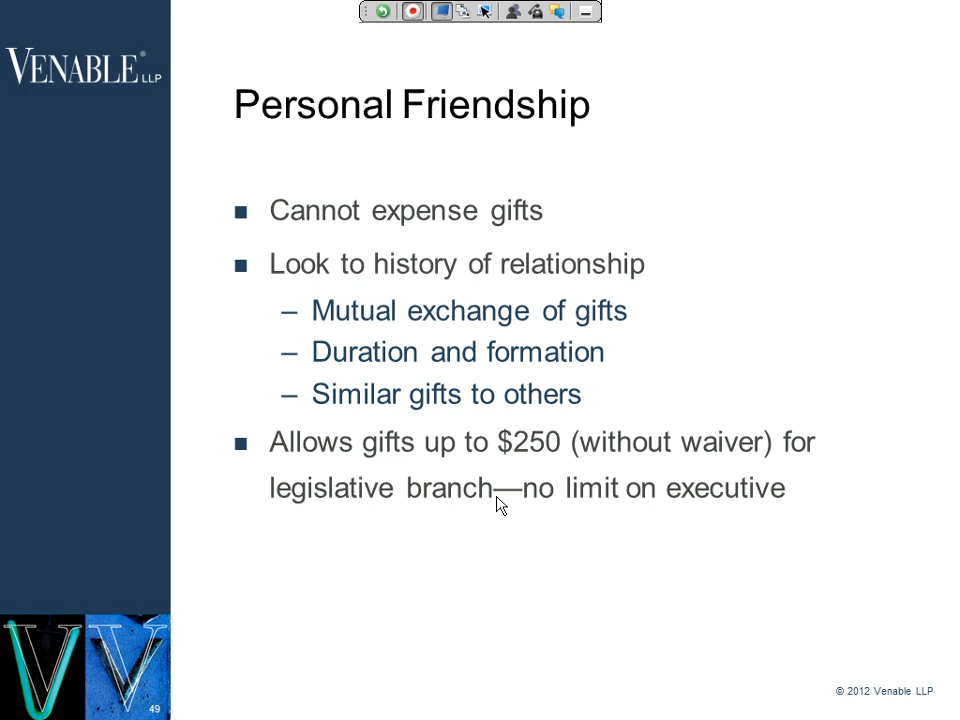 VENABLE® LLP
Personal Friendship
■ Cannot expense gifts
■ Look to history of relationship
– Mutual exchange of gifts
– Duration and formation
– Similar gifts to others
■ Allows gifts up to $250 (without waiver) for
legislative branch—no limit on executive
49
© 2012 Venable LLP